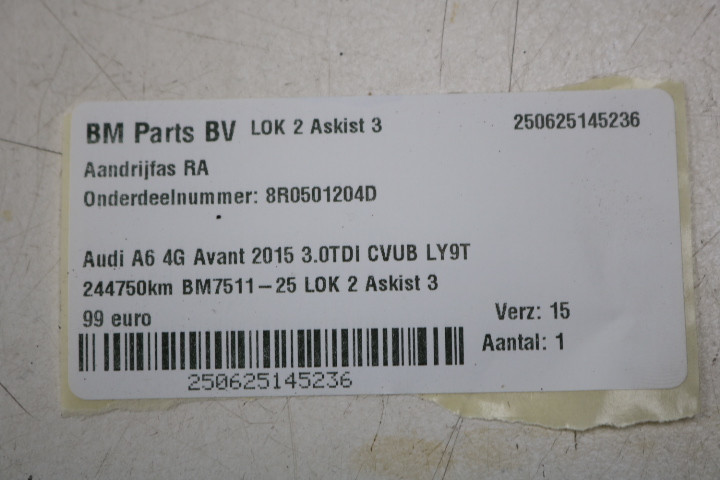 BM Parts BV LOK 2 Askist 3 250625145236
Aandrijfas RA
Onderdeelnummer: 8R0501204D
Audi A6 4G Avant 2015 3.0TDI CVUB LY9T
244750km BM7511-25 LOK 2 Askist 3
99 euro Verz: 15
Aantal: 1
250625145236